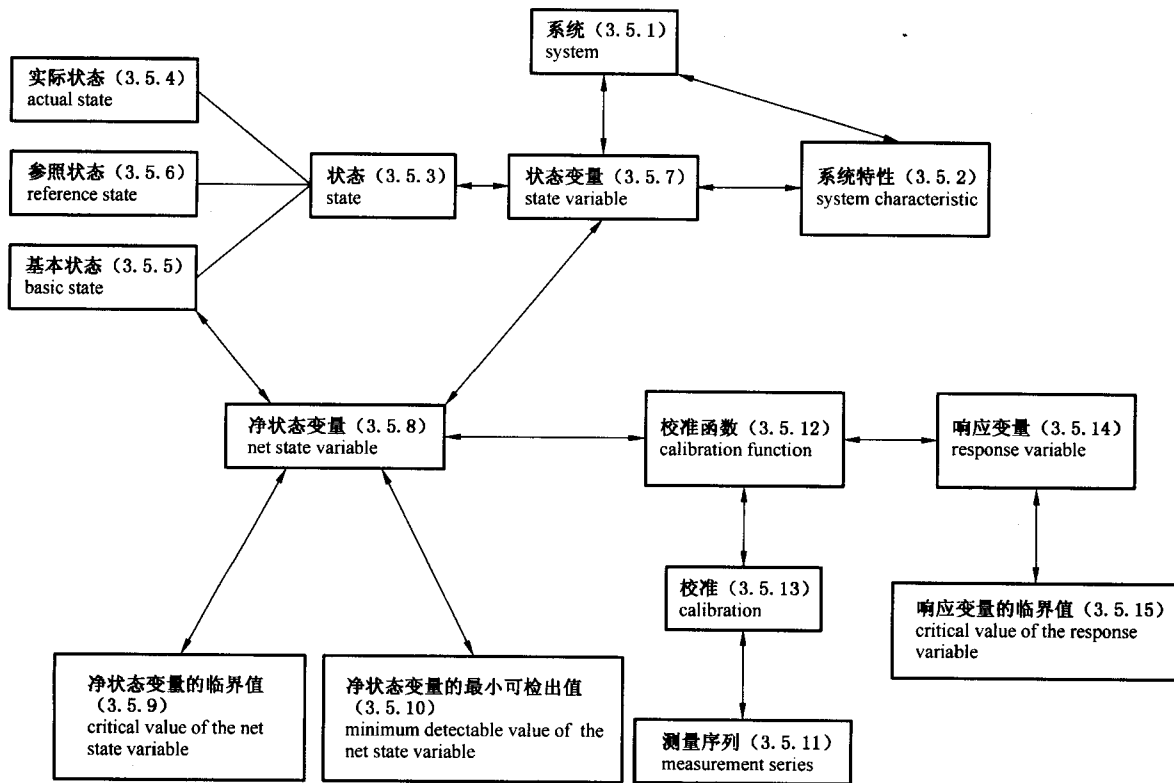 系统（3.5.1）
system
实际状态（3.5.4）
actual state
参照状态（3.5.6）
reference state
状态（3.5.3）
state
状态变量（3.5.7）
state variable
系统特性（3.5.2）
system characteristic
基本状态（3.5.5）
basic state
净状态变量（3.5.8）
net state variable
校准函数（3.5.12）
calibration function
响应变量（3.5.14）
response variable
校准（3.5.13）
calibration
响应变量的临界值（3.5.15）
critical value of the response
variable
净状态变量的临界值
（3.5.9）
critical value of the net
state variable
净状态变量的最小可检出值
（3.5.10）
minimum detectable value of the
net state variable
测量序列（3.5.11）
measurement series